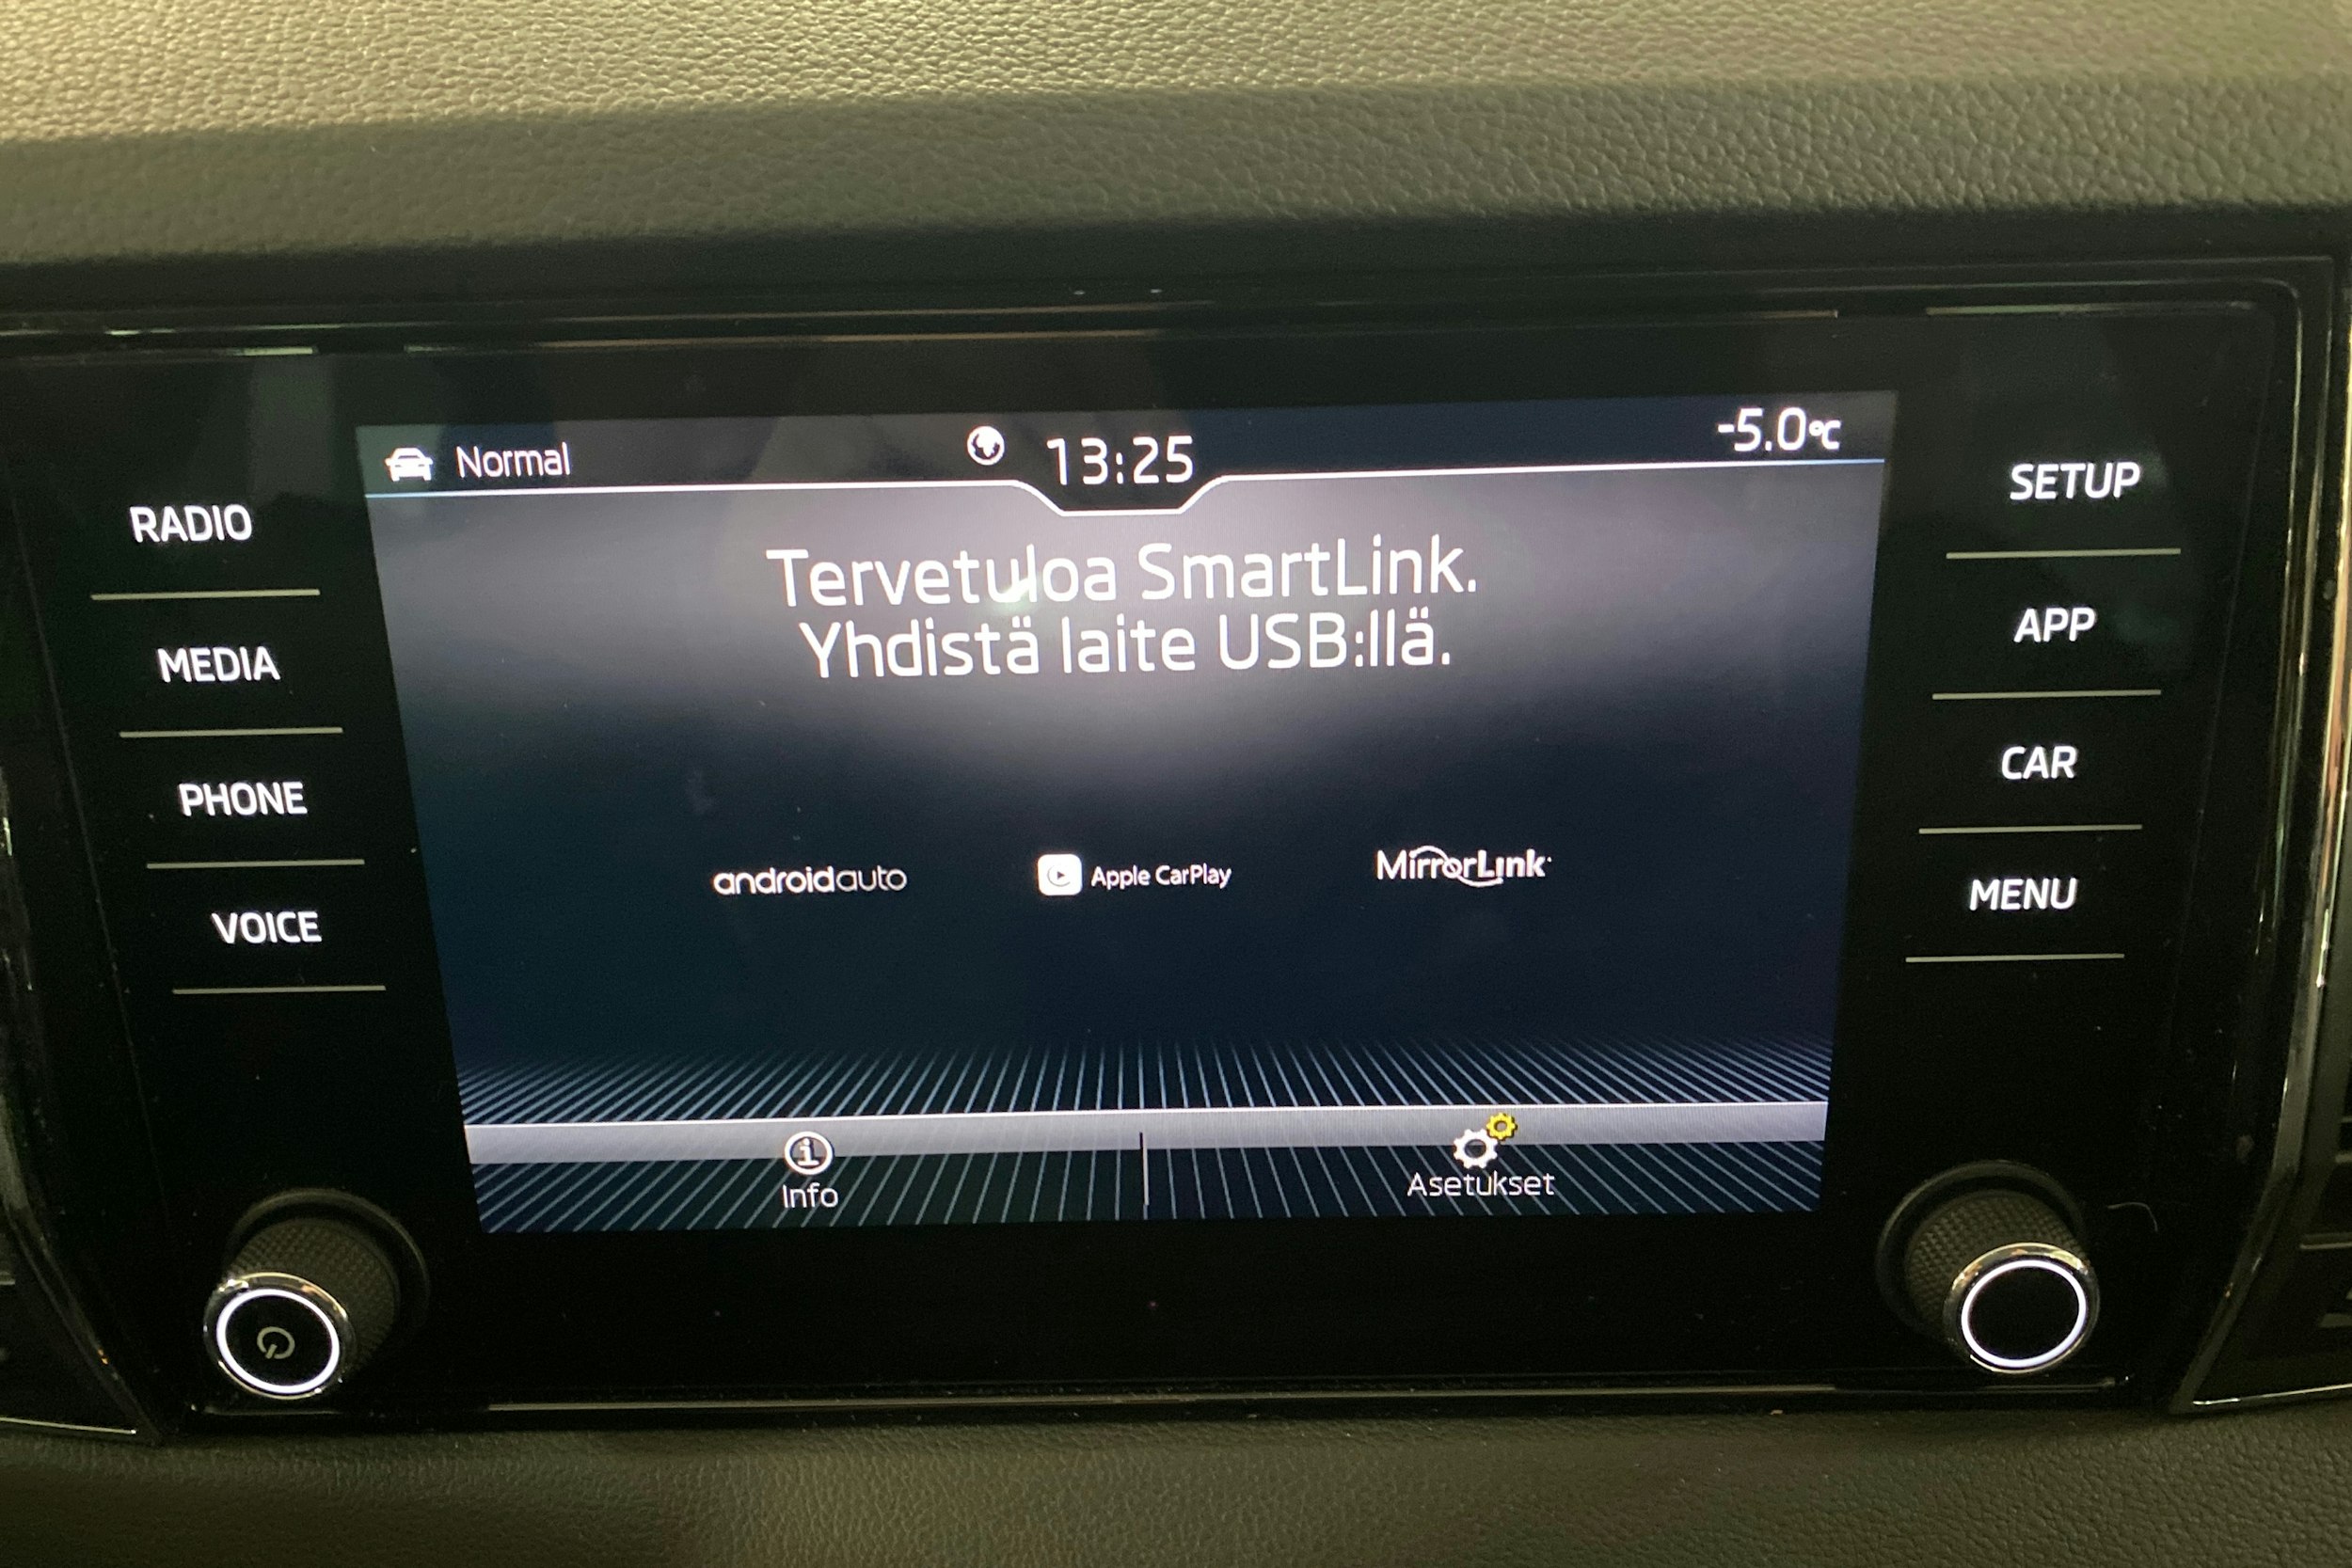 Normal
13:25
-5.0°C
RADIO
MEDIA
PHONE
VOICE
Tervetuloa SmartLink.
Yhdistä laite USB:llä.
androidauto
Apple CarPlay
MirrorLink
Info
Asetukset
SETUP
APP
CAR
MENU